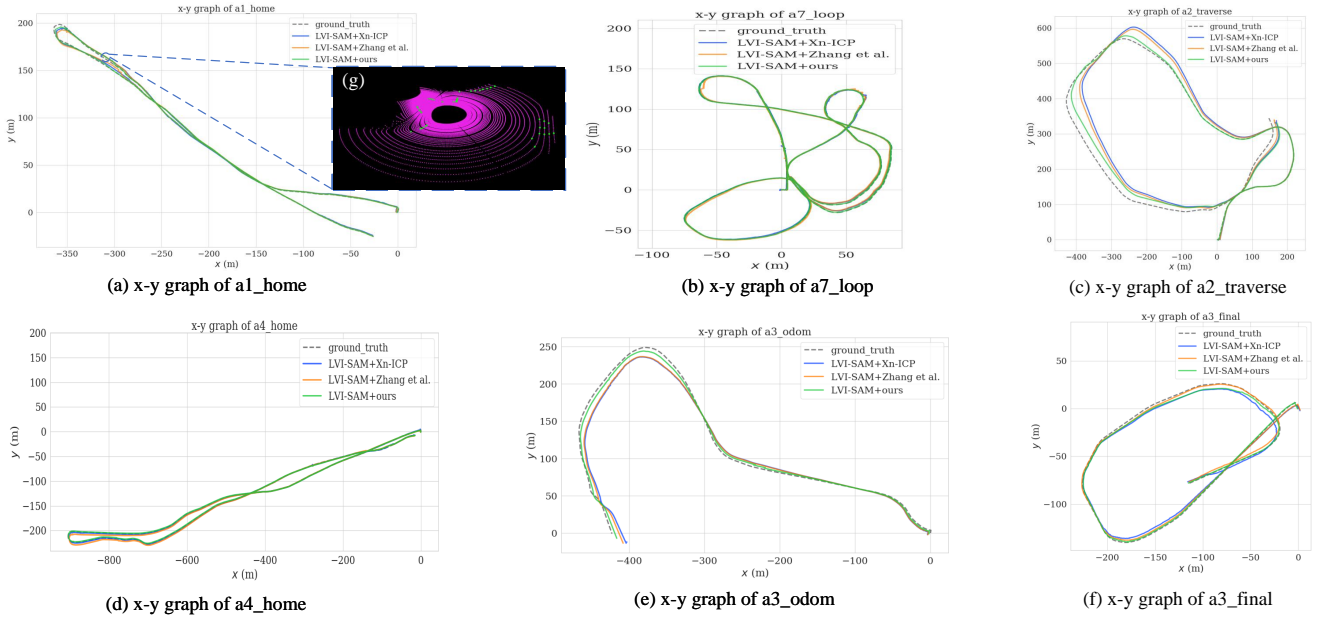 x-y graph of a1_home
200
150
100
50
0
y (m)
−350
−300
−250
−200
−150
−100
−50
0
x (m)
ground_truth
LVI-SAM+Xn-ICP
LVI-SAM+Zhang et al.
LVI-SAM+ours
(g)
(a) x-y graph of a1_home
x-y graph of a7_loop
200
150
100
50
0
−50
y (m)
−100
−50
0
50
x (m)
ground_truth
LVI-SAM+Xn-ICP
LVI-SAM+Zhang et al.
LVI-SAM+ours
(b) x-y graph of a7_loop
x-y graph of a2_traverse
600
500
400
300
200
100
0
y (m)
−400
−300
−200
−100
0
100
200
x (m)
ground_truth
LVI-SAM+Xn-ICP
LVI-SAM+Zhang et al.
LVI-SAM+ours
(c) x-y graph of a2_traverse
x-y graph of a4_home
200
150
100
50
0
−50
−100
−150
−200
y (m)
−800
−600
−400
−200
0
x (m)
ground_truth
LVI-SAM+Xn-ICP
LVI-SAM+Zhang et al.
LVI-SAM+ours
(d) x-y graph of a4_home
x-y graph of a3_odom
250
200
150
100
50
0
y (m)
−400
−300
−200
−100
0
x (m)
ground_truth
LVI-SAM+Xn-ICP
LVI-SAM+Zhang et al.
LVI-SAM+ours
(e) x-y graph of a3_odom
x-y graph of a3_final
50
0
−50
−100
y (m)
−200
−150
−100
−50
0
x (m)
ground_truth
LVI-SAM+Xn-ICP
LVI-SAM+Zhang et al.
LVI-SAM+ours
(f) x-y graph of a3_final